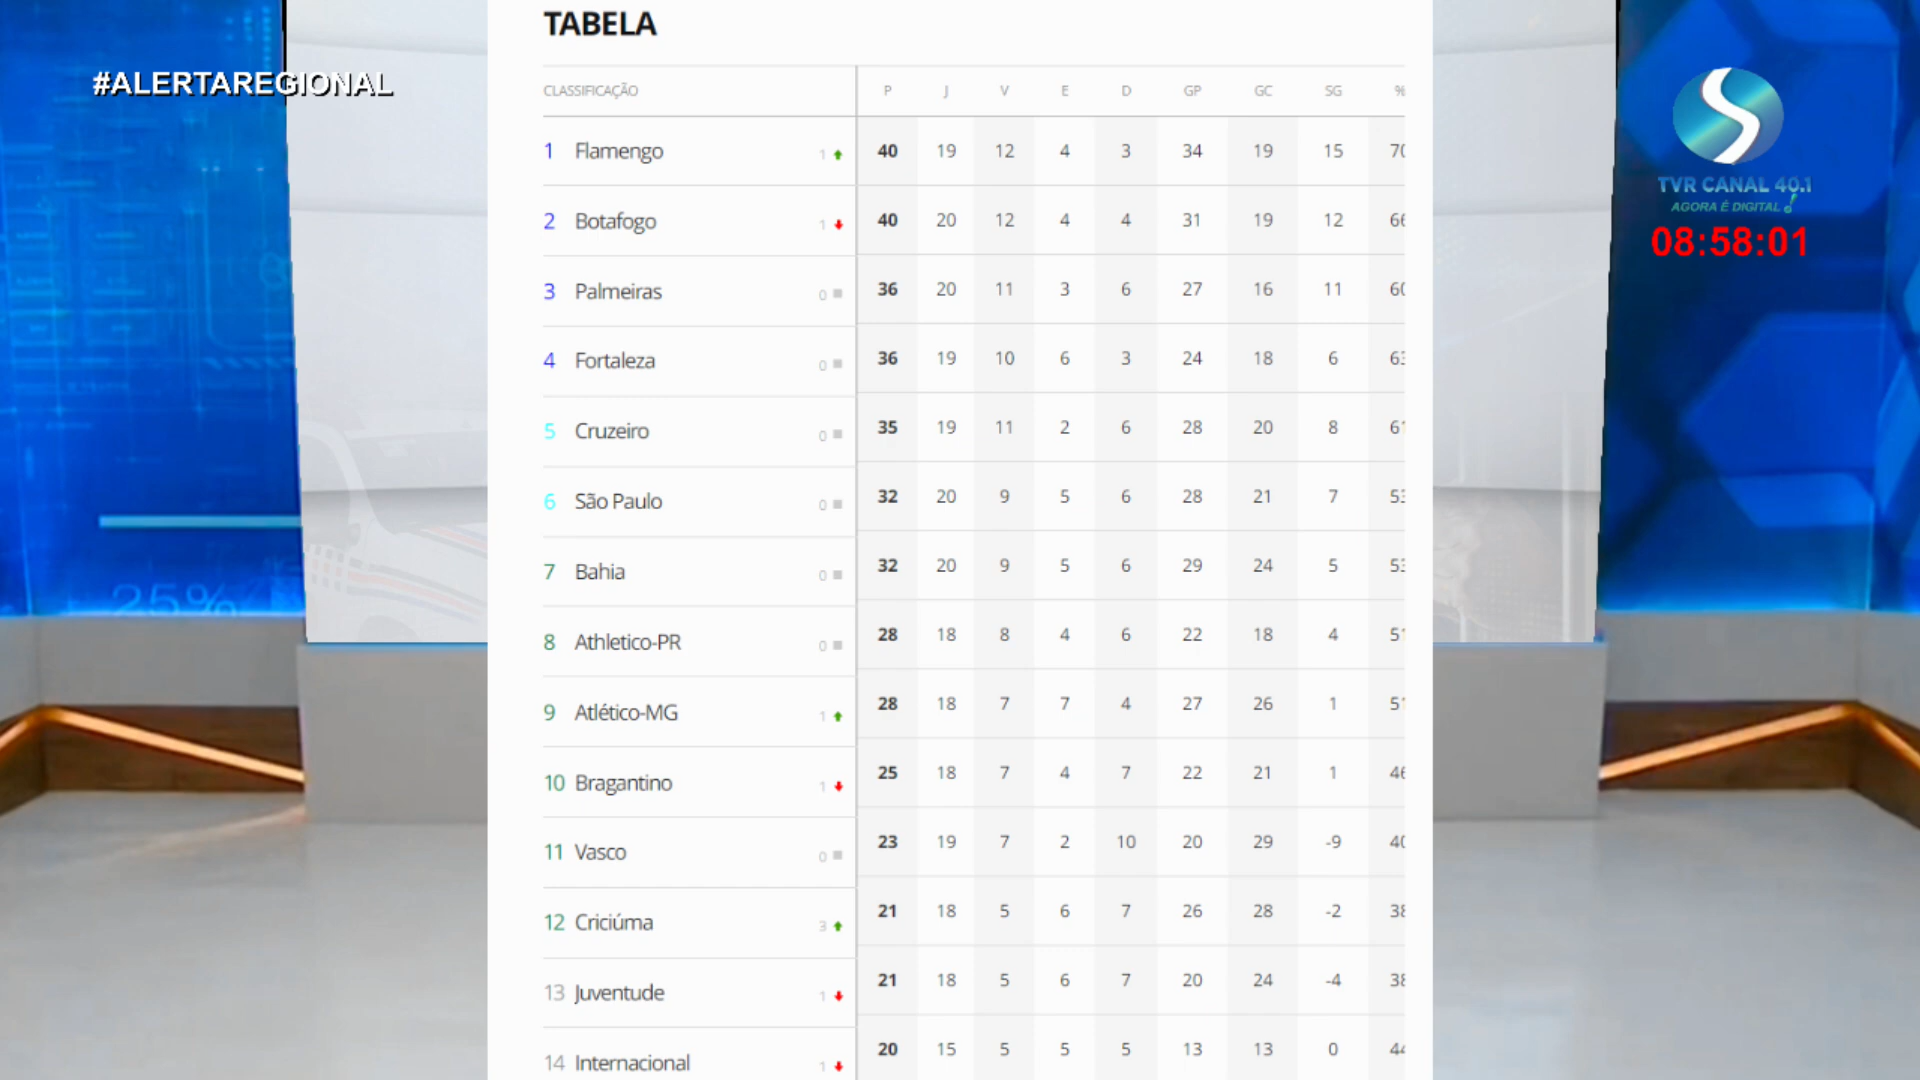 TABELA
#ALERTAREGIONAL
CLASSIFICAÇÃO P J V E D GP GC SG %
1 Flamengo 1 40 19 12 4 3 34 19 15 70
2 Botafogo 1 40 20 12 4 4 31 19 12 66
3 Palmeiras 0 36 20 11 3 6 27 16 11 60
4 Fortaleza 0 36 19 10 6 3 24 18 6 63
5 Cruzeiro 0 35 19 11 2 6 28 20 8 61
6 São Paulo 0 32 20 9 5 6 28 21 7 53
7 Bahia 0 32 20 9 5 6 29 24 5 53
8 Athletico-PR 0 28 18 8 4 6 22 18 4 51
9 Atlético-MG 1 28 18 7 7 4 27 26 1 51
10 Bragantino 1 25 18 7 4 7 22 21 1 46
11 Vasco 0 23 19 7 2 10 20 29 -9 40
12 Criciúma 3 21 18 5 6 7 26 28 -2 38
13 Juventude 1 21 18 5 6 7 20 24 -4 38
14 Internacional 1 20 15 5 5 5 13 13 0 44
TVR CANAL 40.1
AGORA É DIGITAL!
08:58:01
25%